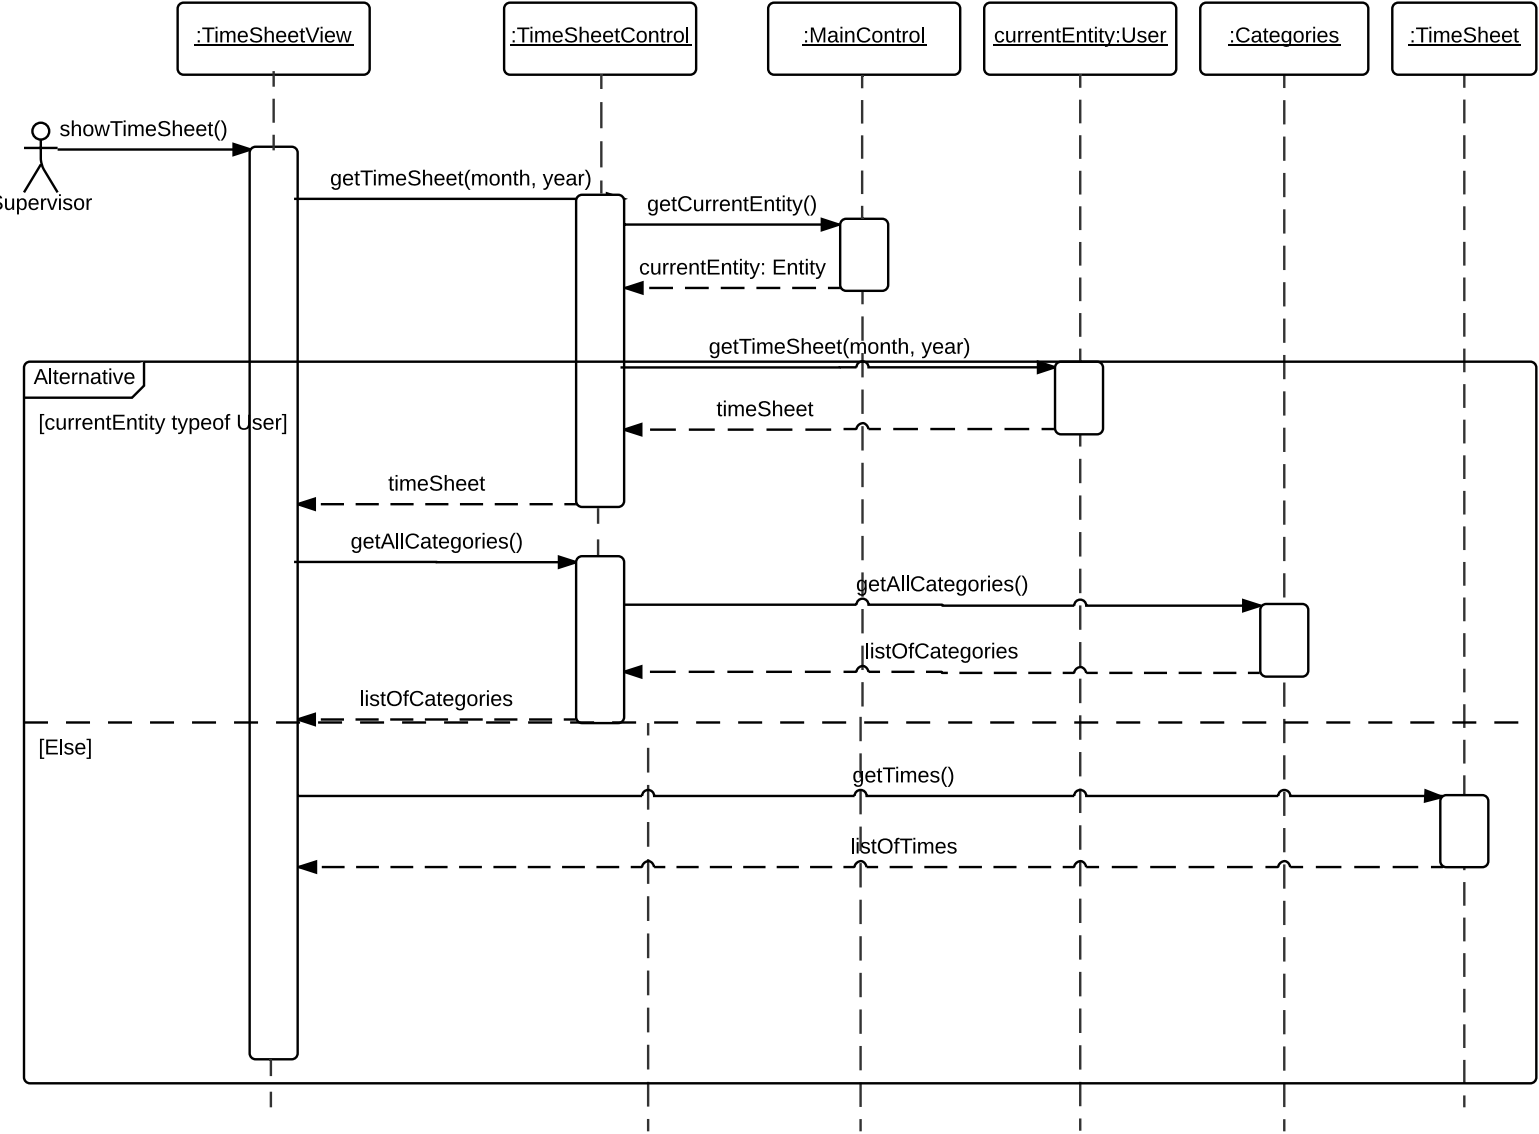 :TimeSheetView
:TimeSheetControl
:MainControl
currentEntity:User
:Categories
:TimeSheet
showTimeSheet()
Supervisor
getTimeSheet(month, year)
getCurrentEntity()
currentEntity: Entity
getTimeSheet(month, year)
Alternative
[currentEntity typeof User]
timeSheet
timeSheet
getAllCategories()
getAllCategories()
listOfCategories
listOfCategories
[Else]
getTimes()
listOfTimes